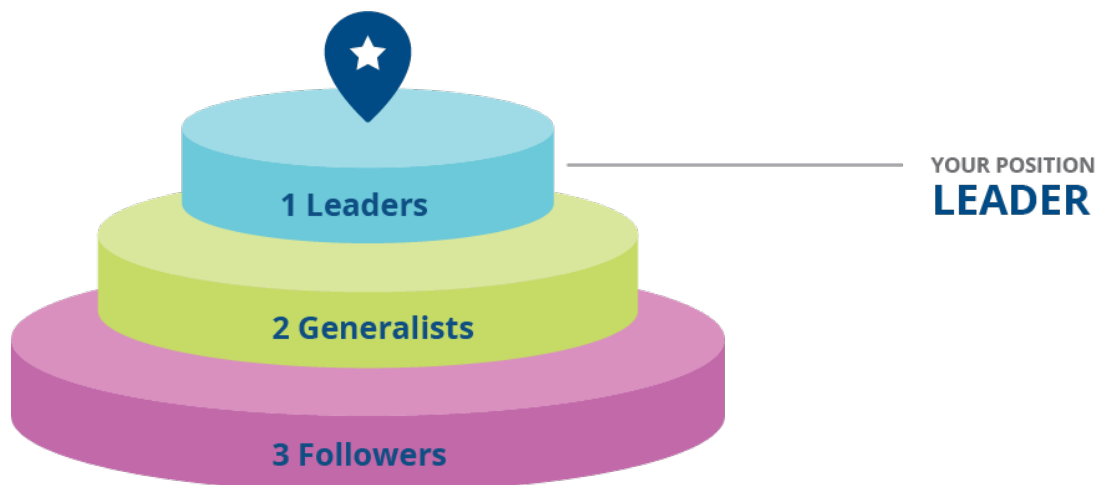 1 Leaders
YOUR POSITION
LEADER
2 Generalists
3 Followers